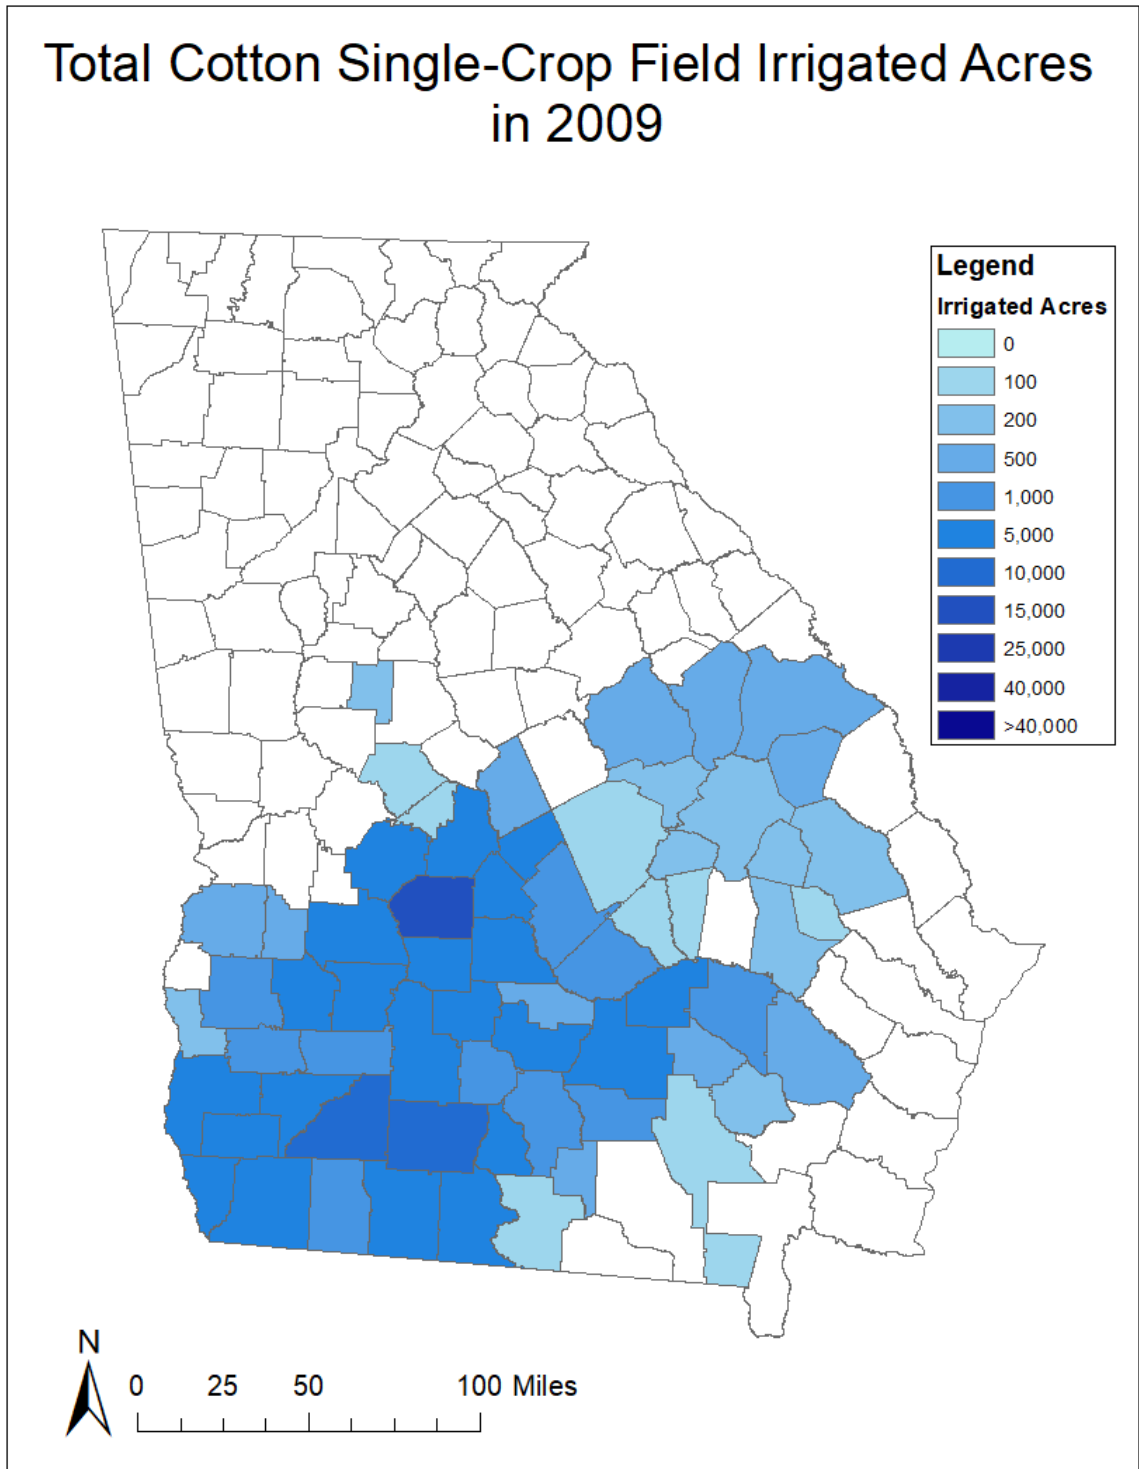 Total Cotton Single-Crop Field Irrigated Acres
in 2009
Legend
Irrigated Acres
0
100
200
500
1,000
5,000
10,000
15,000
25,000
40,000
>40,000
N
0 25 50 100 Miles